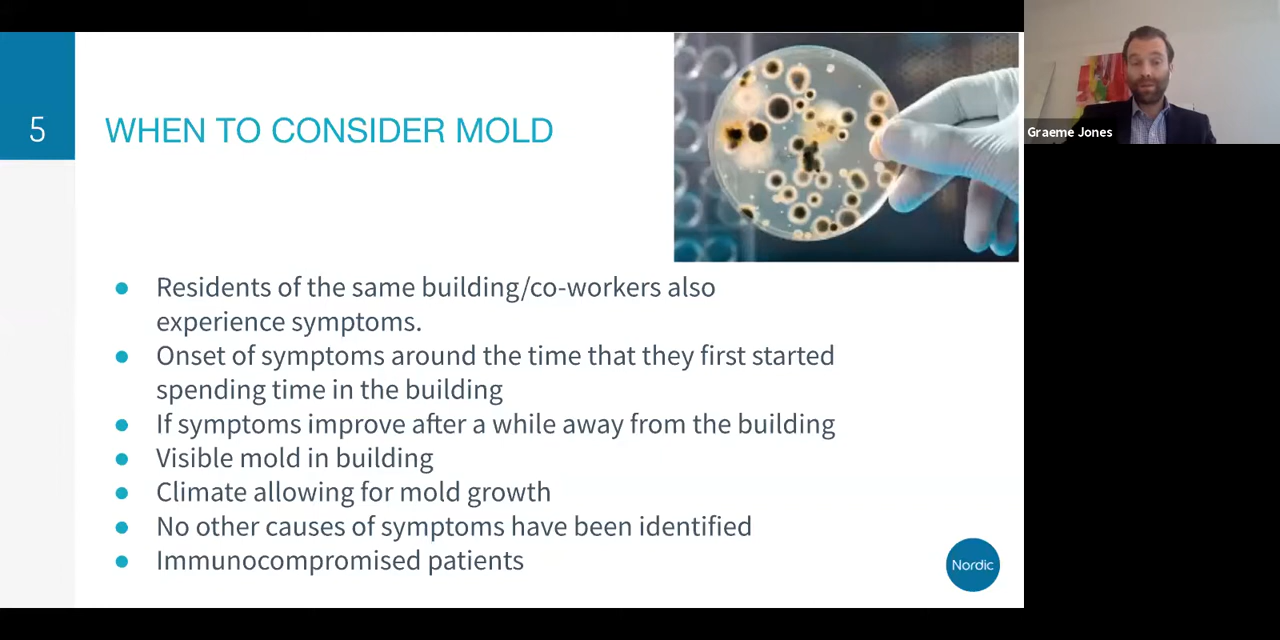 5
WHEN TO CONSIDER MOLD
Graeme Jones
● Residents of the same building/co-workers also
experience symptoms.
● Onset of symptoms around the time that they first started
spending time in the building
● If symptoms improve after a while away from the building
● Visible mold in building
● Climate allowing for mold growth
● No other causes of symptoms have been identified
● Immunocompromised patients
Nordic